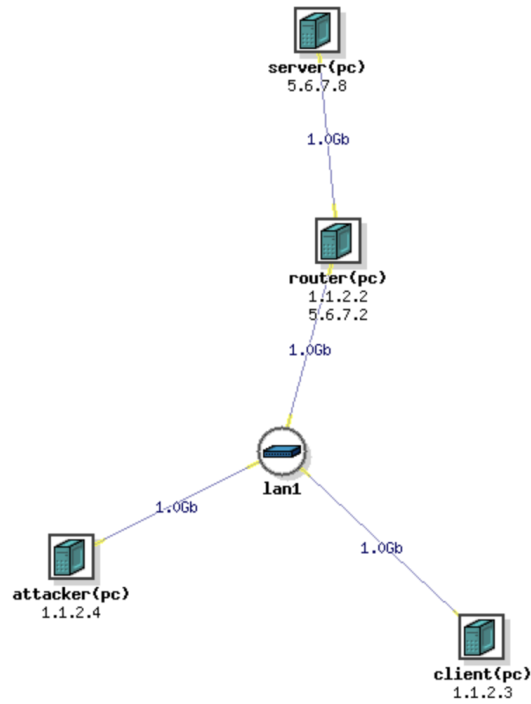 server(pc)
5.6.7.8
1.0Gb
router(pc)
1.1.2.2
5.6.7.2
1.0Gb
lan1
1.0Gb
1.0Gb
attacker(pc)
1.1.2.4
client(pc)
1.1.2.3